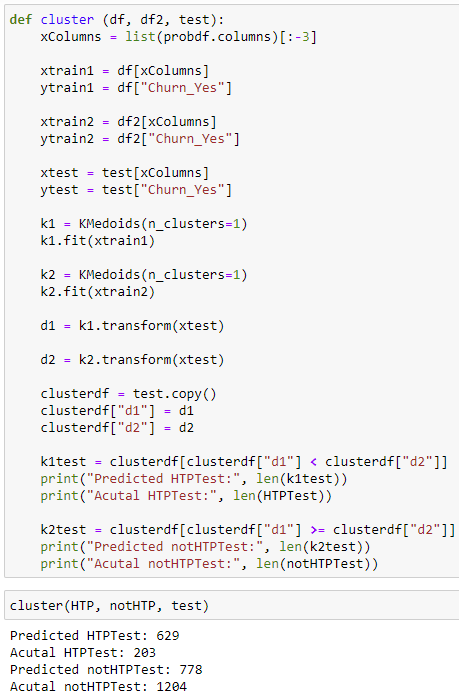 def cluster (df, df2, test):
    xColumns = list(probdf.columns)[:-3]
    xtrain1 = df[xColumns]
    ytrain1 = df["Churn_Yes"]
    xtrain2 = df2[xColumns]
    ytrain2 = df2["Churn_Yes"]
    xtest = test[xColumns]
    ytest = test["Churn_Yes"]
    k1 = KMedoids(n_clusters=1)
    k1.fit(xtrain1)
    k2 = KMedoids(n_clusters=1)
    k2.fit(xtrain2)
    d1 = k1.transform(xtest)
    d2 = k2.transform(xtest)
    clusterdf = test.copy()
    clusterdf["d1"] = d1
    clusterdf["d2"] = d2
    k1test = clusterdf[clusterdf["d1"] < clusterdf["d2"]]
    print("Predicted HTPTest:", len(k1test))
    print("Acutal HTPTest:", len(HTPTest))
    k2test = clusterdf[clusterdf["d1"] >= clusterdf["d2"]]
    print("Predicted notHTPTest:", len(k2test))
    print("Acutal notHTPTest:", len(notHTPTest))
cluster(HTP, notHTP, test)
Predicted HTPTest: 629
Acutal HTPTest: 203
Predicted notHTPTest: 778
Acutal notHTPTest: 1204